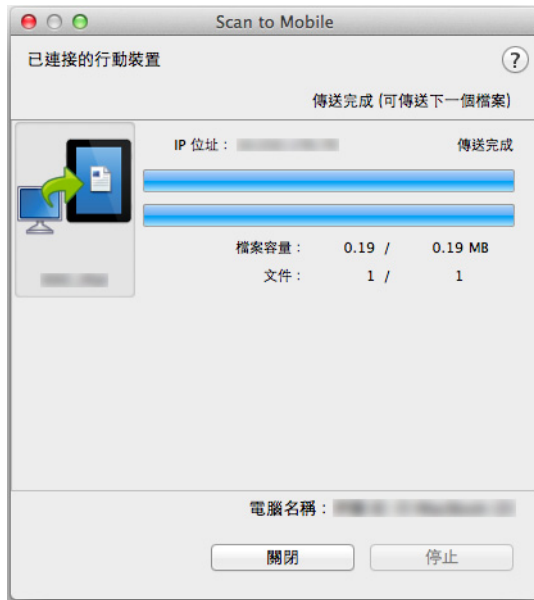 Scan to Mobile
已連接的行動裝置 ?
傳送完成 (可傳送下一個檔案)
IP 位址： 傳送完成
檔案容量： 0.19 / 0.19 MB
文件： 1 / 1
電腦名稱：
關閉 停止